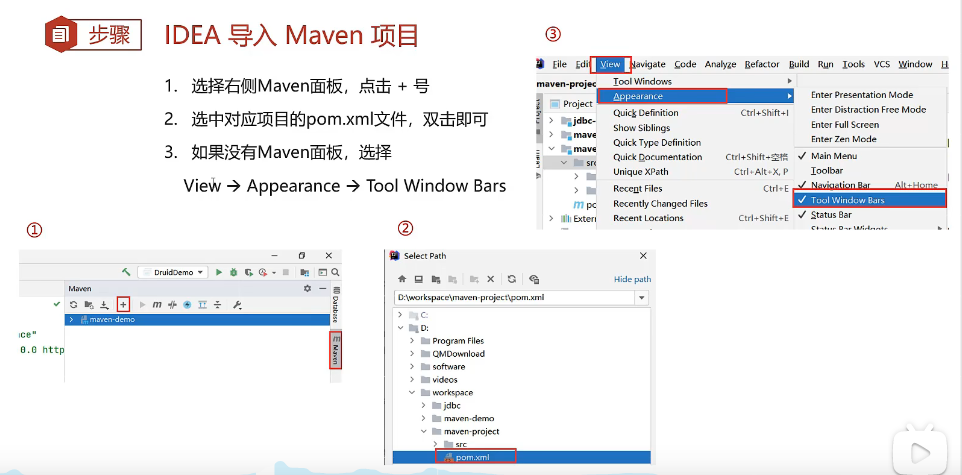 步骤
IDEA 导入 Maven 项目
1. 选择右侧Maven面板，点击 + 号
2. 选中对应项目的pom.xml文件，双击即可
3. 如果没有Maven面板，选择
View → Appearance → Tool Window Bars
①
DruidDemo
Maven
maven-demo
Database
Maven
0.0 http
②
Select Path
Hide path
D:\workspace\maven-project\pom.xml
C:
D:
Program Files
QMDownload
software
videos
workspace
jdbc
maven-demo
maven-project
src
pom.xml
③
File Edit View Navigate Code Analyze Refactor Build Run Tools VCS Window
maven-projec
Project
jdbc-
mave
mave
src
po
Extern
Tool Windows
Appearance
Quick Definition Ctrl+Shift+I
Show Siblings
Quick Type Definition
Quick Documentation Ctrl+Shift+空格
Unique XPath Ctrl+Alt+X, P
Recent Files Ctrl+E
Recently Changed Files
Recent Locations Ctrl+Shift+E
Enter Presentation Mode
Enter Distraction Free Mode
Enter Full Screen
Enter Zen Mode
Main Menu
Toolbar
Navigation Bar Alt+Home
Tool Window Bars
Status Bar
Status Bar Widgets